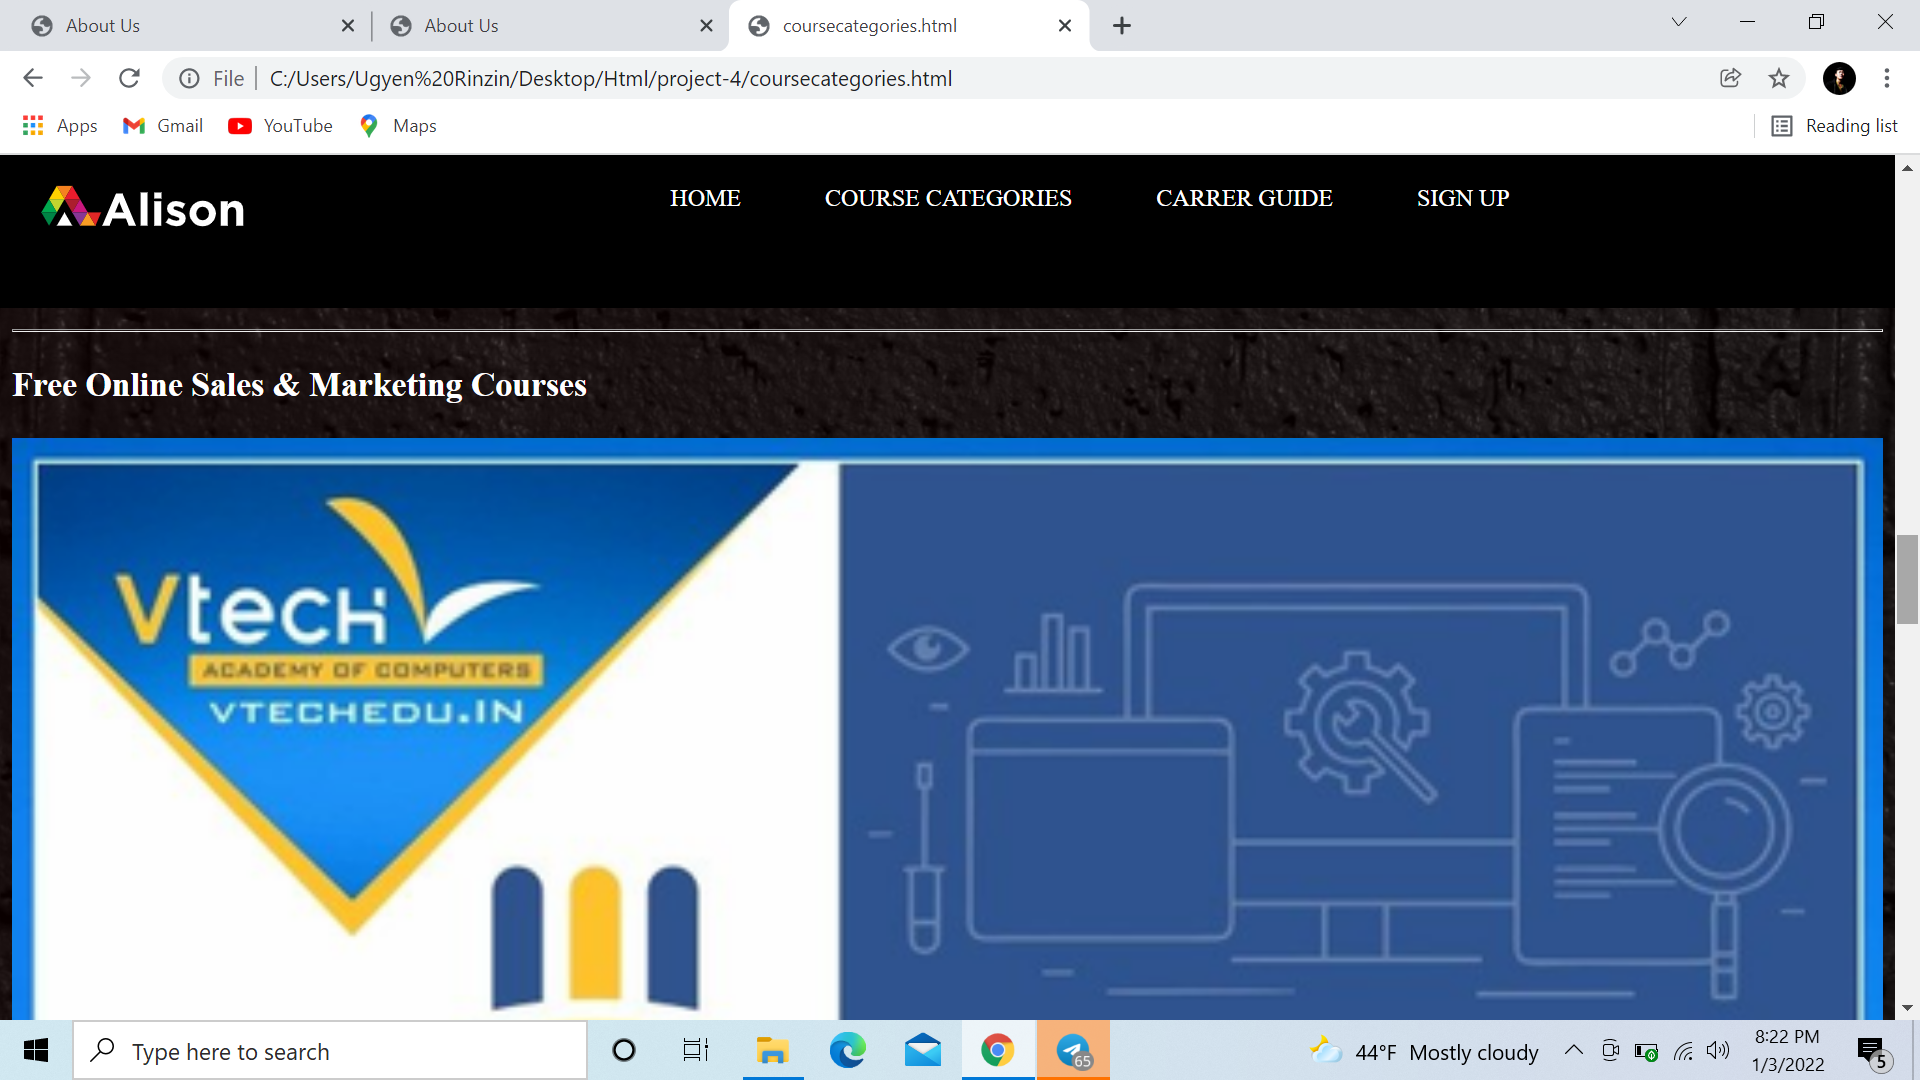 About Us
About Us
coursecategories.html
File
C:/Users/Ugyen%20Rinzin/Desktop/Html/project-4/coursecategories.html
Apps
Gmail
YouTube
Maps
Reading list
Alison
HOME
COURSE CATEGORIES
CARRER GUIDE
SIGN UP
Free Online Sales & Marketing Courses
Vtech
ACADEMY OF COMPUTERS
VTECHEDU.IN
Type here to search
65
44°F Mostly cloudy
8:22 PM
1/3/2022
5